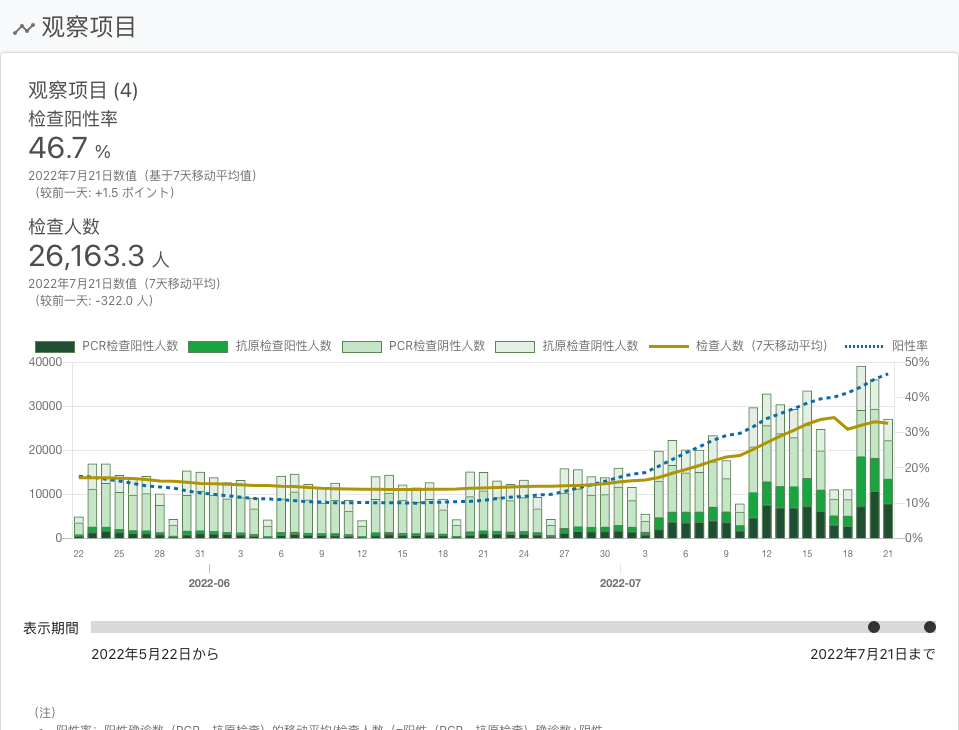 观察项目
观察项目 (4)
检查阳性率
46.7 %
2022年7月21日数值（基于7天移动平均值）
（较前一天: +1.5 ポイント）
检查人数
26,163.3 人
2022年7月21日数值（7天移动平均）
（较前一天: -322.0 人）
PCR检查阳性人数 抗原检查阳性人数 PCR检查阴性人数 抗原检查阴性人数 检查人数（7天移动平均） 阳性率
40000 50%
40%
30000
30%
20000
20%
10000
10%
0 0%
22 25 28 31 3 6 9 12 15 18 21 24 27 30 3 6 9 12 15 18 21
2022-06 2022-07
表示期間
2022年5月22日から 2022年7月21日まで
（注）